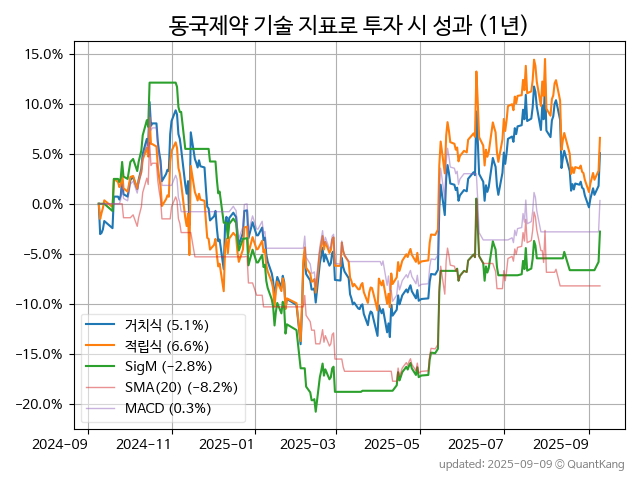 동국제약 기술 지표로 투자 시 성과 (1년)
15.0%
10.0%
5.0%
0.0%
−5.0%
−10.0%
−15.0%
−20.0%
거치식 (5.1%)
적립식 (6.6%)
SigM (−2.8%)
SMA(20) (−8.2%)
MACD (0.3%)
2024-09
2024-11
2025-01
2025-03
2025-05
2025-07
2025-09
updated: 2025-09-09 © QuantKang